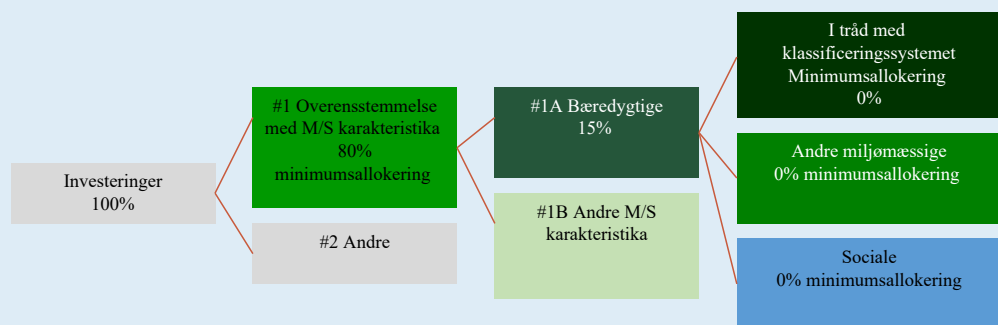 Investeringer
100%
#1 Overensstemmelse
med M/S karakteristika
80%
minimumsallokering
#2 Andre
#1A Bæredygtige
15%
#1B Andre M/S
karakteristika
I tråd med
klassificeringssystemet
Minimumsallokering
0%
Andre miljømæssige
0% minimumsallokering
Sociale
0% minimumsallokering